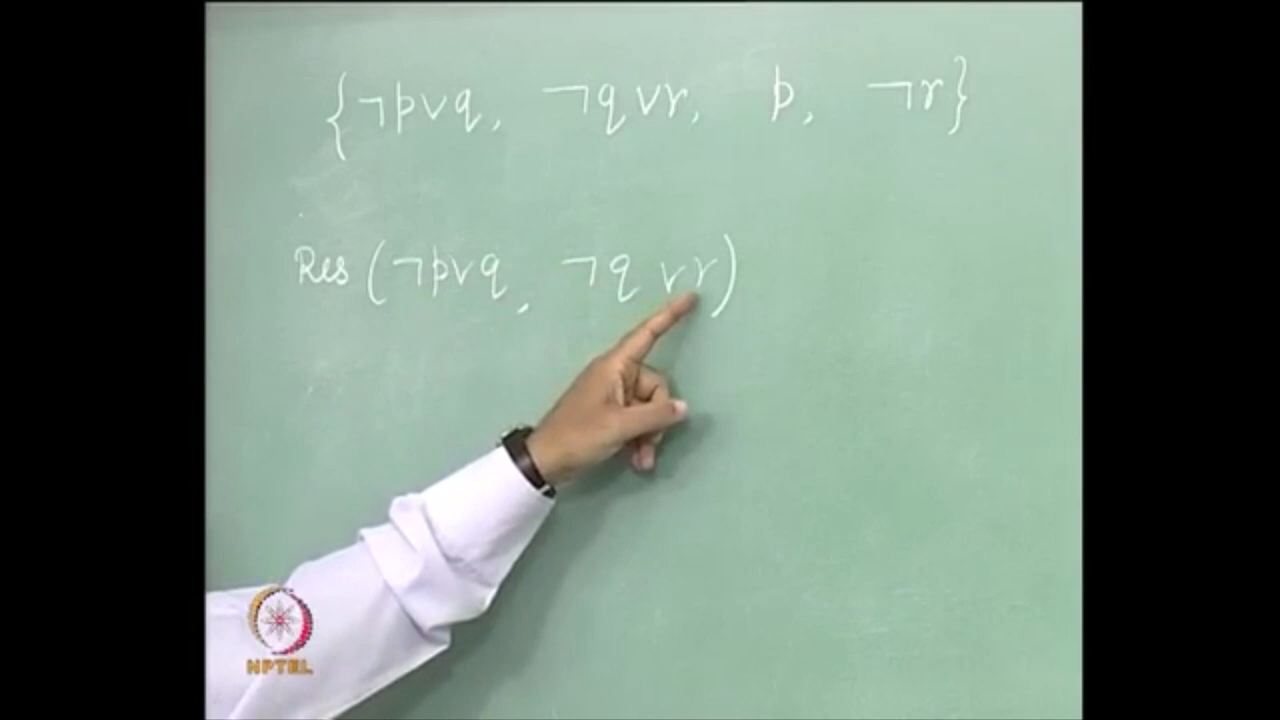 {¬p∨q, ¬q∨r, p, ¬r}
Res (¬p∨q, ¬q ∨r)
NPTEL